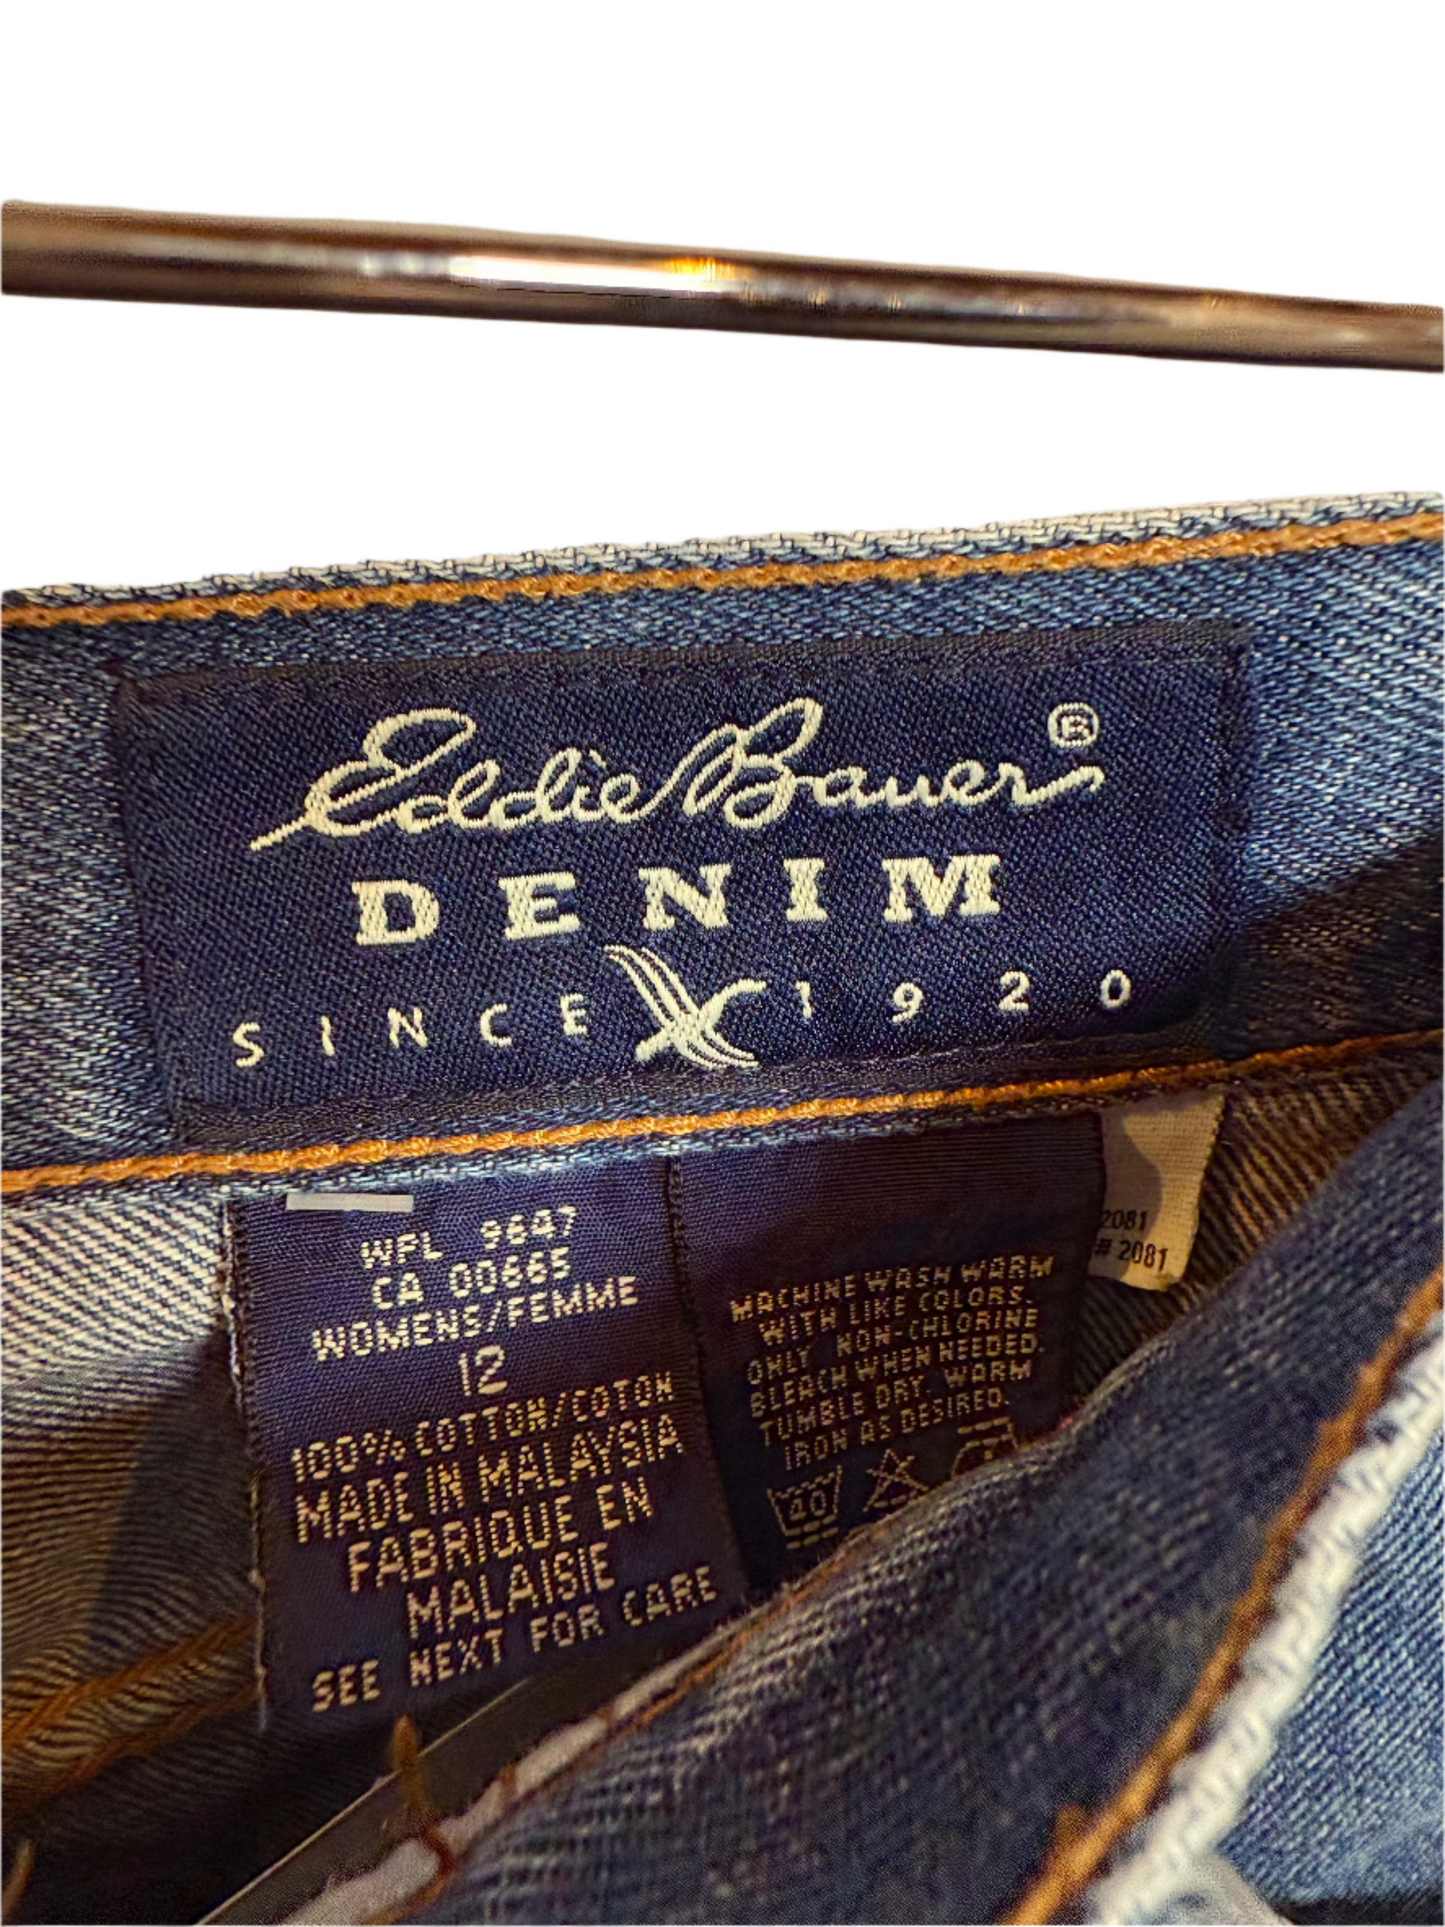 Eddie Bauer ®
DENIM
SINCE 1920
WPL 9647
CA 00665
WOMENS/FEMME
12
100% COTTON/COTON
MADE IN MALAYSIA
FABRIQUE EN
MALAISIE
SEE NEXT FOR CARE
MACHINE WASH WARM
WITH LIKE COLORS.
ONLY NON-CHLORINE
BLEACH WHEN NEEDED.
TUMBLE DRY. WARM
IRON AS DESIRED.
40
2081
# 2081